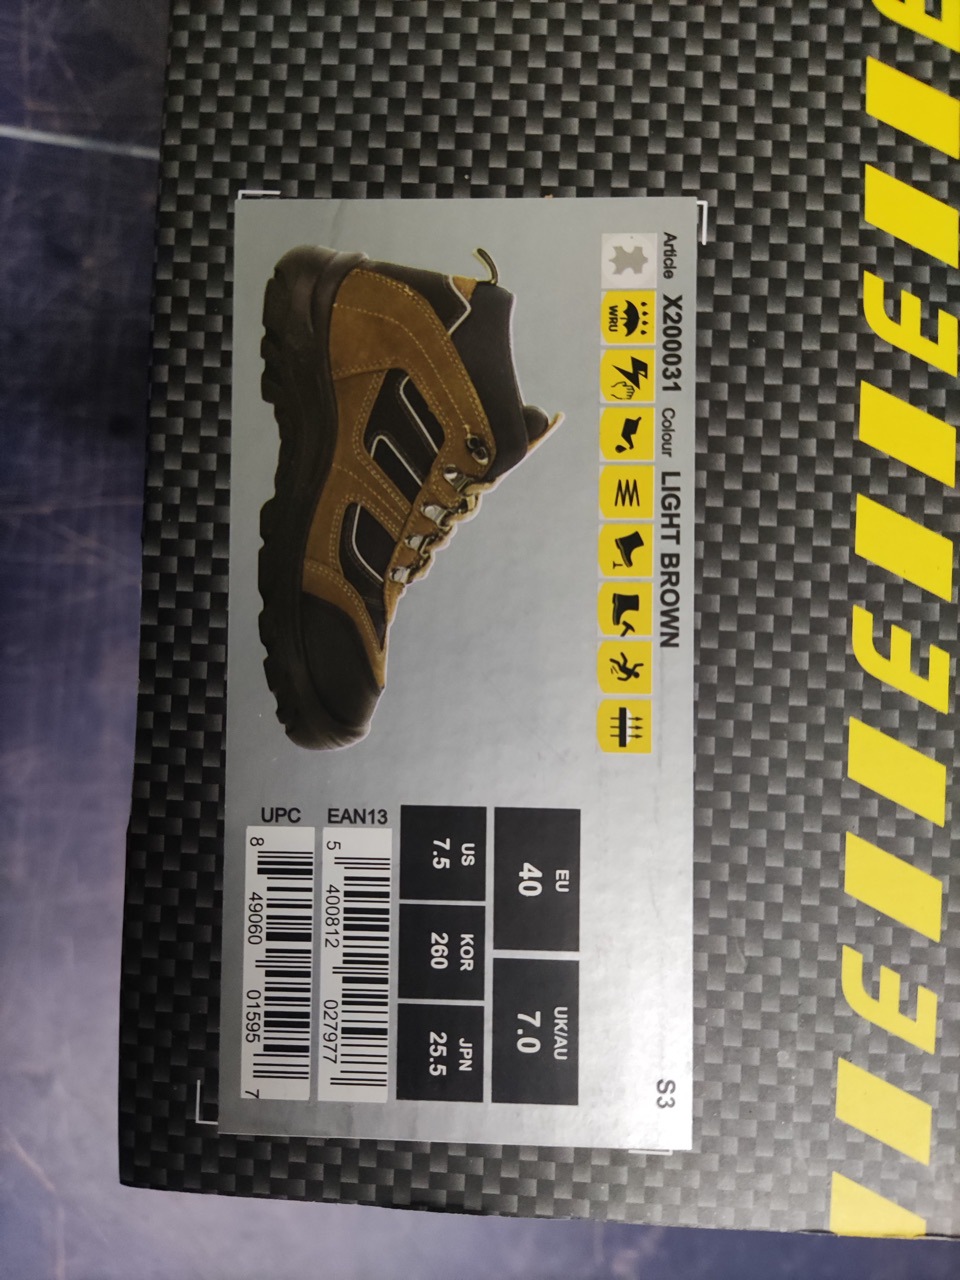 Article X200031 Colour LIGHT BROWN
S3
WRU
EU
40
UK/AU
7.0
US
7.5
KOR
260
JPN
25.5
EAN13
5 400812 027977
UPC
8 49060 01595 7